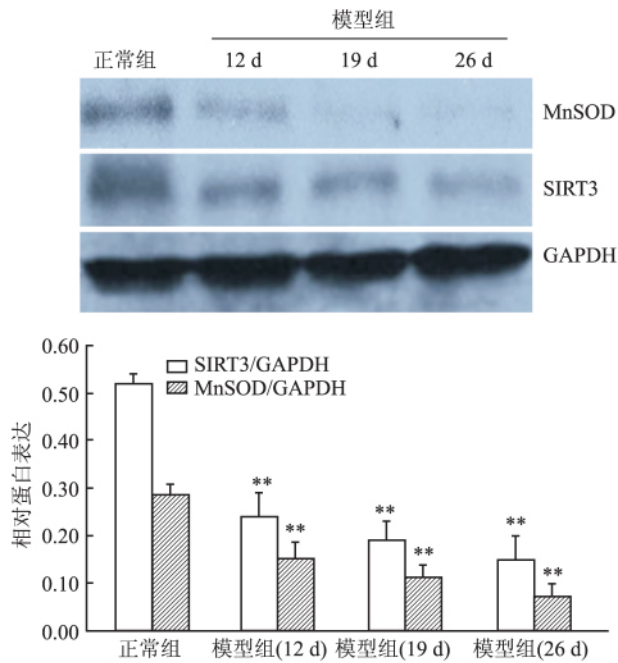 模型组
正常组 12 d 19 d 26 d
MnSOD
SIRT3
GAPDH
0.60
0.50
0.40
0.30
0.20
0.10
0.00
相对蛋白表达
SIRT3/GAPDH
MnSOD/GAPDH
** ** ** ** ** **
正常组 模型组(12 d) 模型组(19 d) 模型组(26 d)